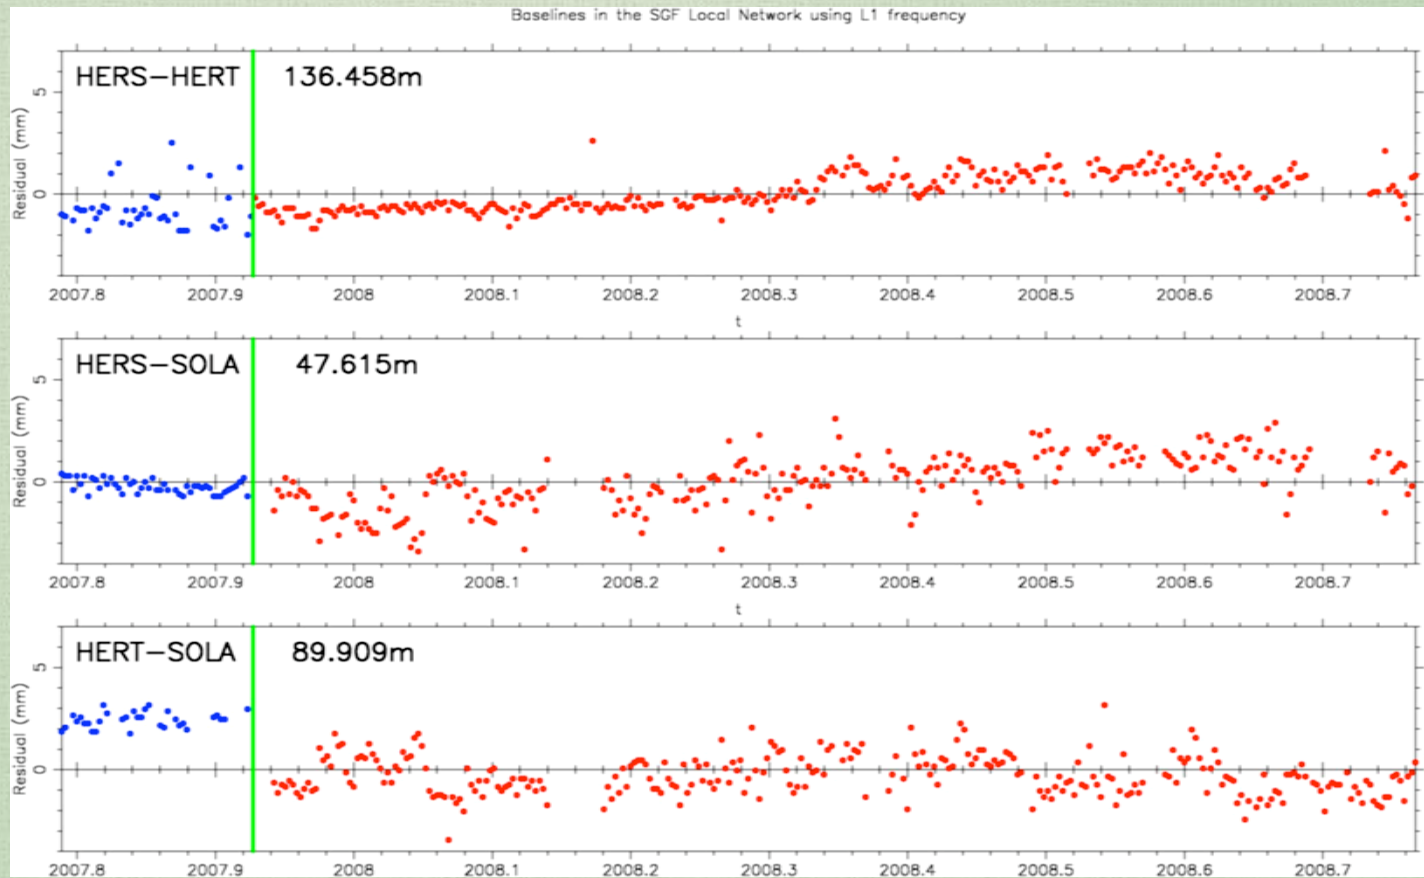 Baselines in the SGF Local Network using L1 frequency
HERS-HERT 136.458m
Residual (mm)
5
0
2007.8 2007.9 2008 2008.1 2008.2 2008.3 2008.4 2008.5 2008.6 2008.7
t
HERS-SOLA 47.615m
Residual (mm)
5
0
2007.8 2007.9 2008 2008.1 2008.2 2008.3 2008.4 2008.5 2008.6 2008.7
t
HERT-SOLA 89.909m
Residual (mm)
5
0
2007.8 2007.9 2008 2008.1 2008.2 2008.3 2008.4 2008.5 2008.6 2008.7